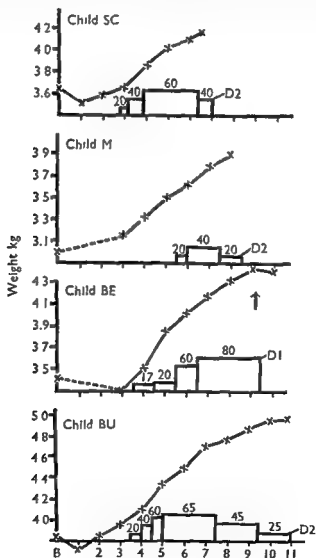 Child SC
4·2
4·0
3·8
3·6
20 40 60 40 D2
Child M
3·9
3·7
3·5
3·3
3·1
20 40 20 D2
Weight kg
Child BE
4·3
4·1
3·9
3·7
3·5
17 20 60 80 D1
Child BU
5·0
4·8
4·6
4·4
4·2
4·0
40 60 65 45 25 D2
B 2 3 4 5 6 7 8 9 10 11